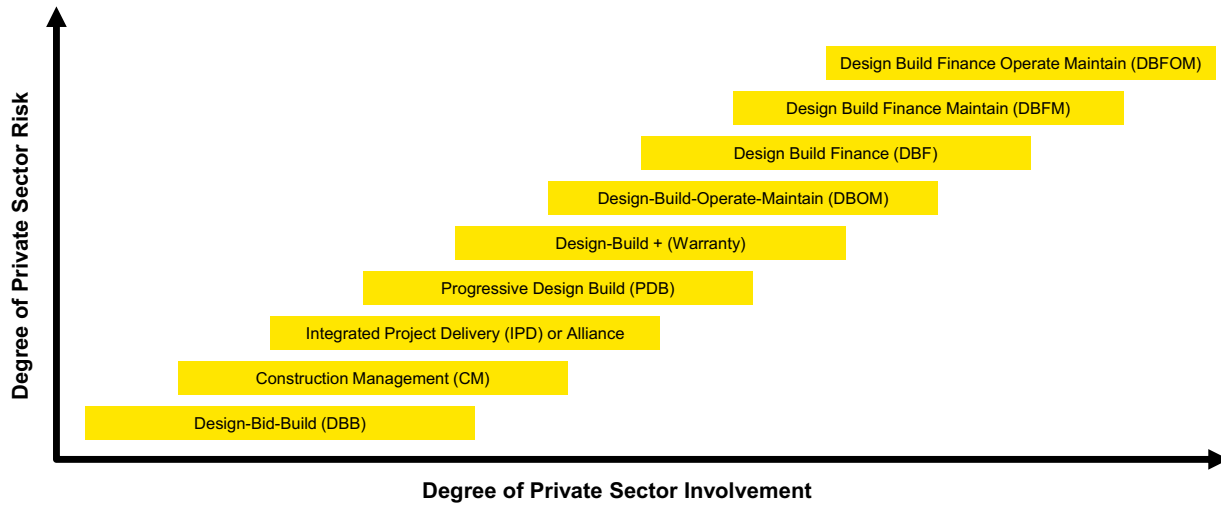 Degree of Private Sector Risk
Design Build Finance Operate Maintain (DBFOM)
Design Build Finance Maintain (DBFM)
Design Build Finance (DBF)
Design-Build-Operate-Maintain (DBOM)
Design-Build + (Warranty)
Progressive Design Build (PDB)
Integrated Project Delivery (IPD) or Alliance
Construction Management (CM)
Design-Bid-Build (DBB)
Degree of Private Sector Involvement